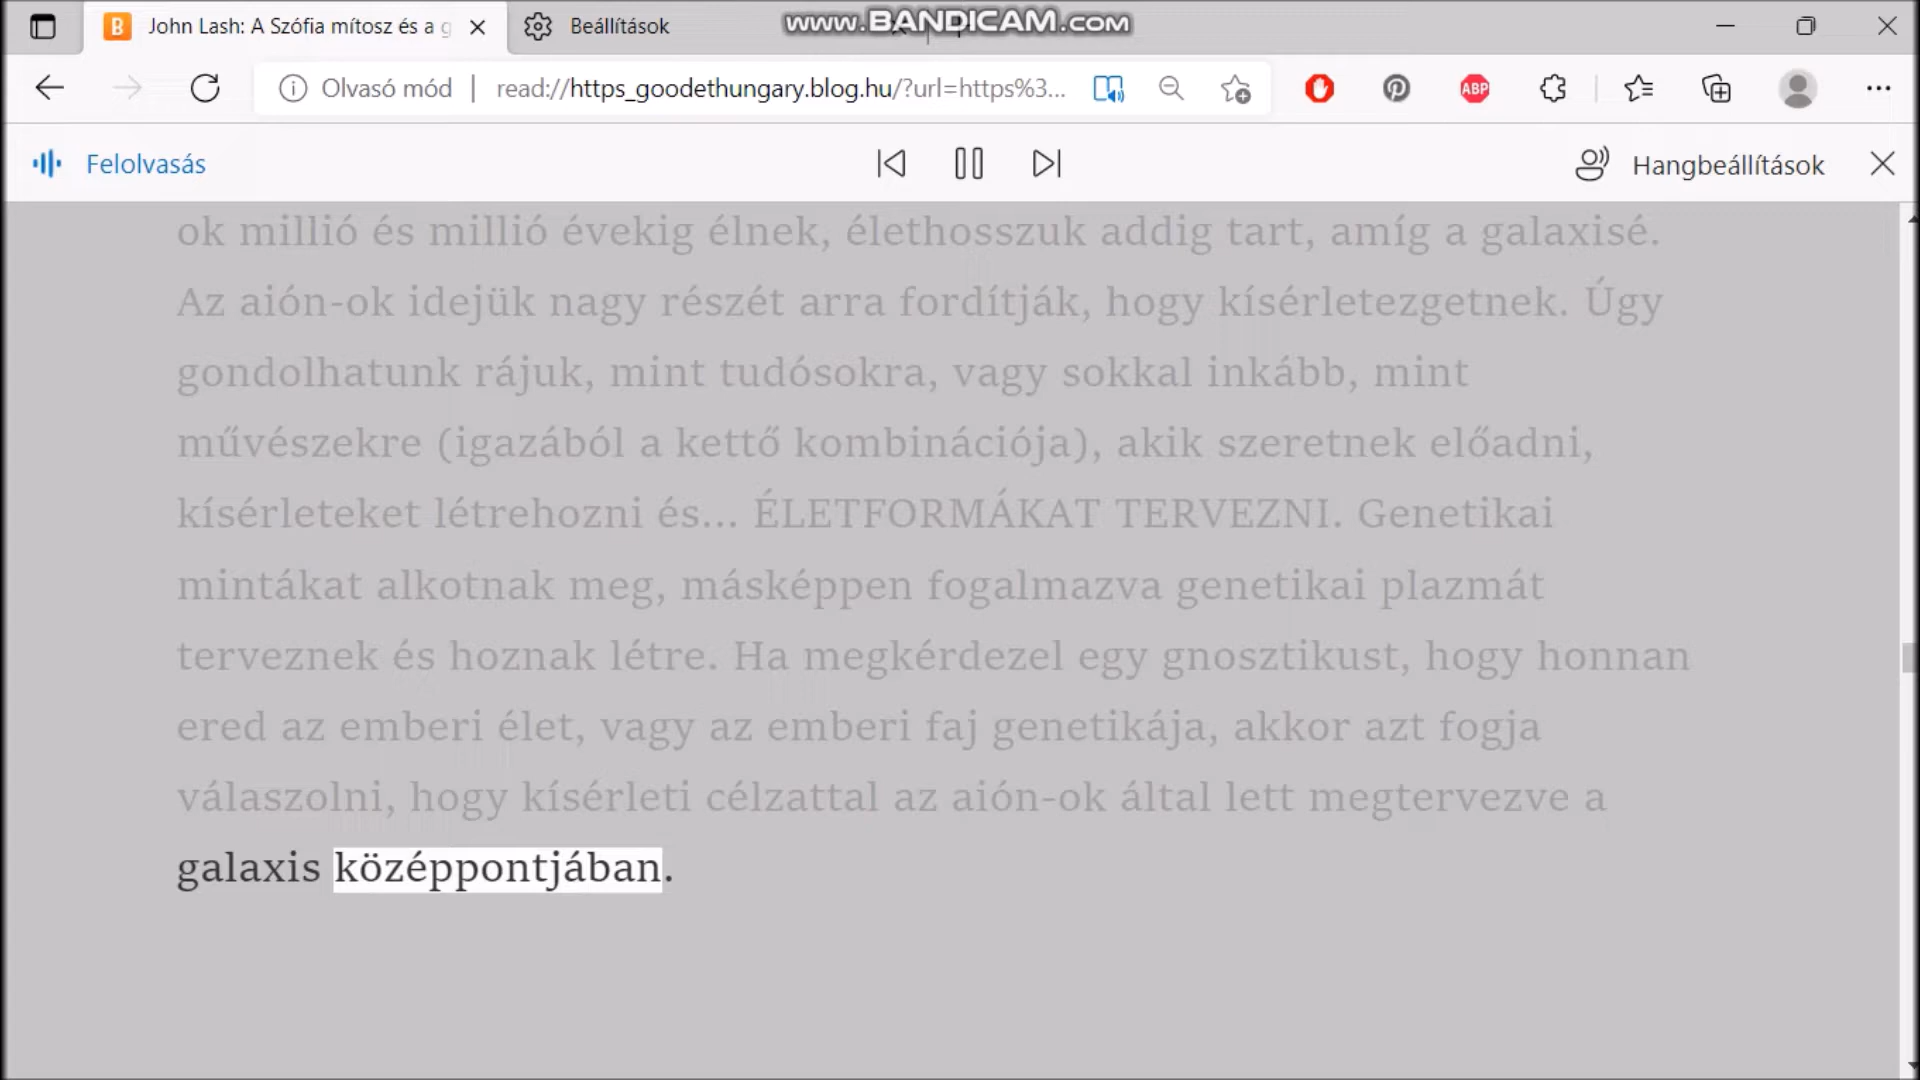 John Lash: A Szófia mítosz és a g
Beállítások
www.BANDICAM.com
Olvasó mód
read://https_goodethungary.blog.hu/?url=https%3...
ABP
Felolvasás
Hangbeállítások
ok millió és millió évekig élnek, élethosszuk addig tart, amíg a galaxisé.
Az aión-ok idejük nagy részét arra fordítják, hogy kísérletezgetnek. Úgy
gondolhatunk rájuk, mint tudósokra, vagy sokkal inkább, mint
művészekre (igazából a kettő kombinációja), akik szeretnek előadni,
kísérleteket létrehozni és... ÉLETFORMÁKAT TERVEZNI. Genetikai
mintákat alkotnak meg, másképpen fogalmazva genetikai plazmát
terveznek és hoznak létre. Ha megkérdezel egy gnosztikust, hogy honnan
ered az emberi élet, vagy az emberi faj genetikája, akkor azt fogja
válaszolni, hogy kísérleti célzattal az aión-ok által lett megtervezve a
galaxis középpontjában.